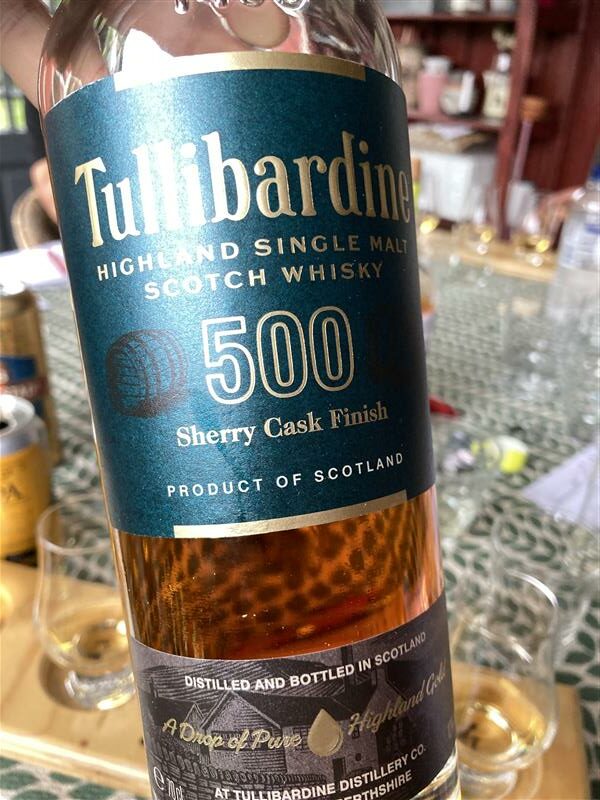 Tullibardine
HIGHLAND SINGLE MALT
SCOTCH WHISKY
500
Sherry Cask Finish
PRODUCT OF SCOTLAND
DISTILLED AND BOTTLED IN SCOTLAND
A Drop of Pure Highland Gold
AT TULLIBARDINE DISTILLERY CO.